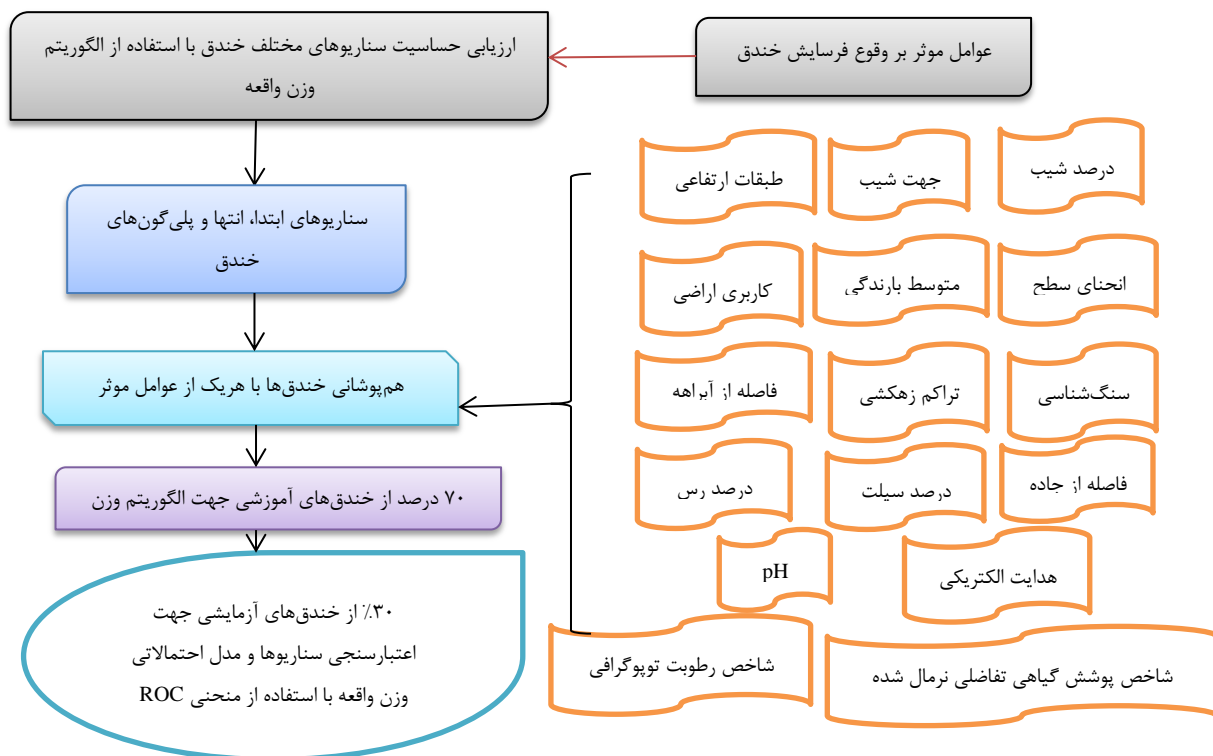 عوامل موثر بر وقوع فرسایش خندق
ارزیابی حساسیت سناریوهای مختلف خندق با استفاده از الگوریتم
وزن واقعه
سناریوهای ابتدا، انتها و پلی‌گون‌های
خندق
هم‌پوشانی خندق‌ها با هریک از عوامل موثر
۷۰ درصد از خندق‌های آموزشی جهت الگوریتم وزن
۳۰٪ از خندق‌های آزمایشی جهت
اعتبارسنجی سناریوها و مدل احتمالاتی
وزن واقعه با استفاده از منحنی ROC
درصد شیب
جهت شیب
طبقات ارتفاعی
انحنای سطح
متوسط بارندگی
کاربری اراضی
سنگ‌شناسی
تراکم زهکشی
فاصله از آبراهه
فاصله از جاده
درصد سیلت
درصد رس
هدایت الکتریکی
pH
شاخص پوشش گیاهی تفاضلی نرمال شده
شاخص رطوبت توپوگرافی